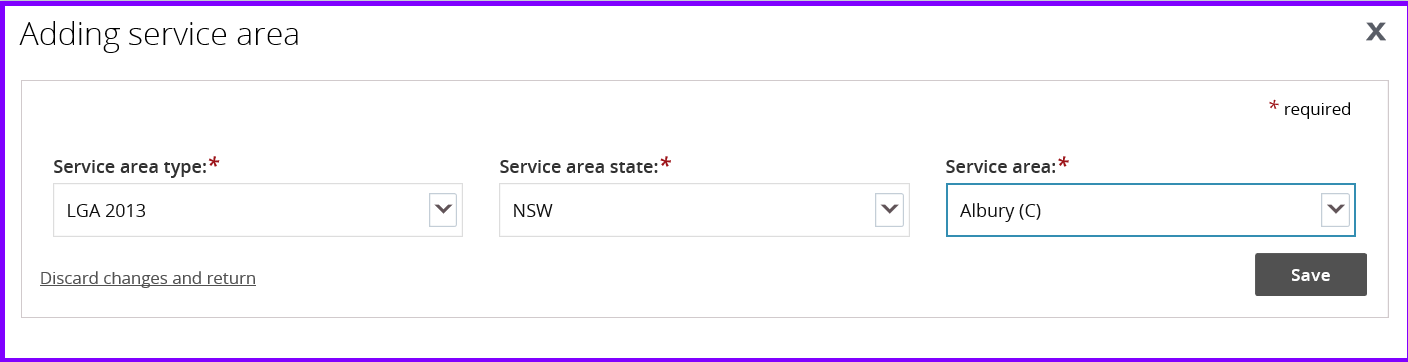 Adding service area
X
* required
Service area type:* Service area state:* Service area:*
LGA 2013 NSW Albury (C)
Discard changes and return Save